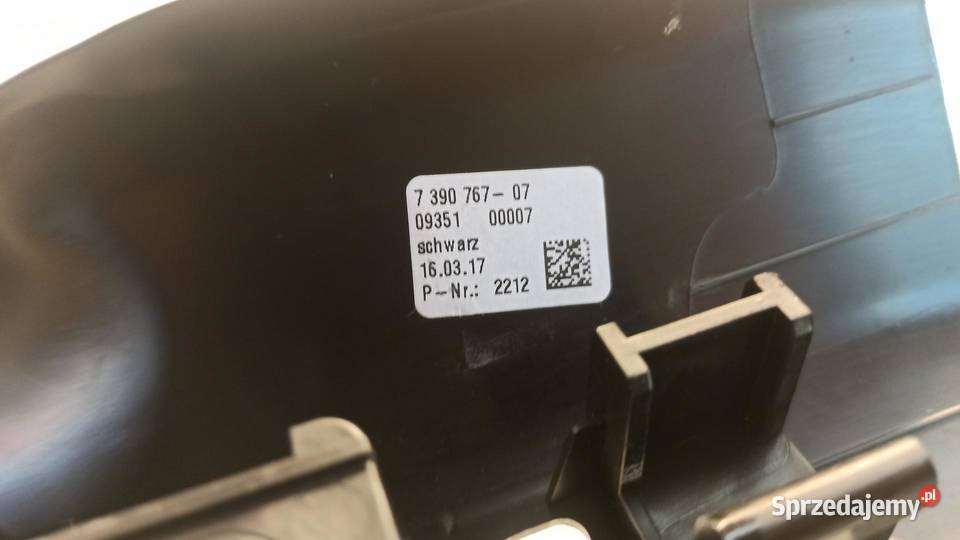 7 390 767- 07
09351 00007
schwarz
16.03.17
P-Nr.: 2212
Sprzedajemy.pl